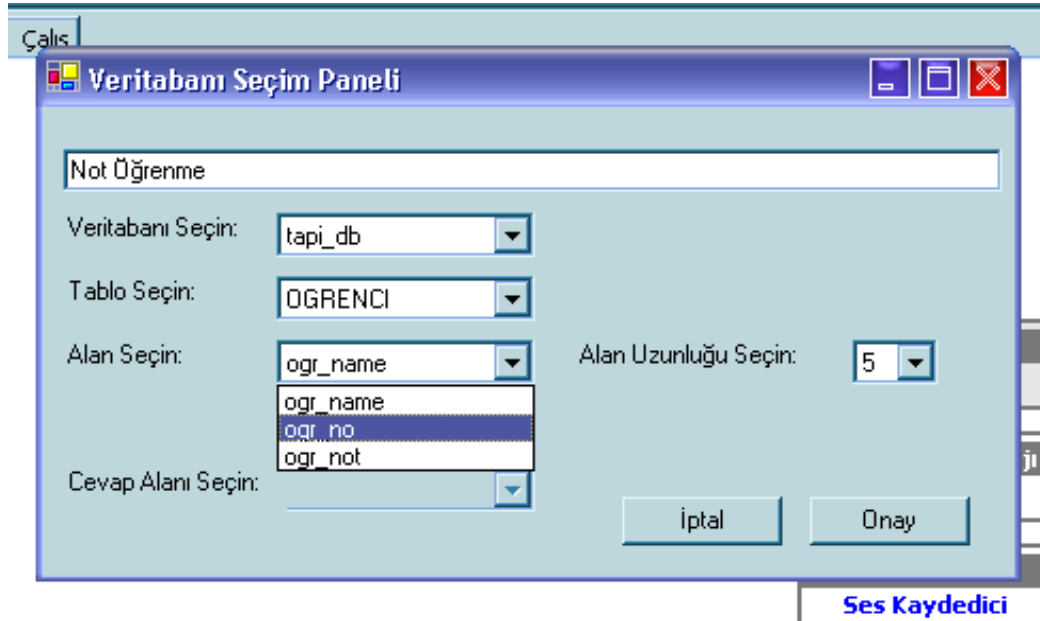 Çalış
Veritabanı Seçim Paneli
Not Öğrenme
Veritabanı Seçin:
tapi_db
Tablo Seçin:
OGRENCI
Alan Seçin:
ogr_name
Alan Uzunluğu Seçin:
5
ogr_name
ogr_no
ogr_not
Cevap Alanı Seçin:
İptal
Onay
Ses Kaydedici